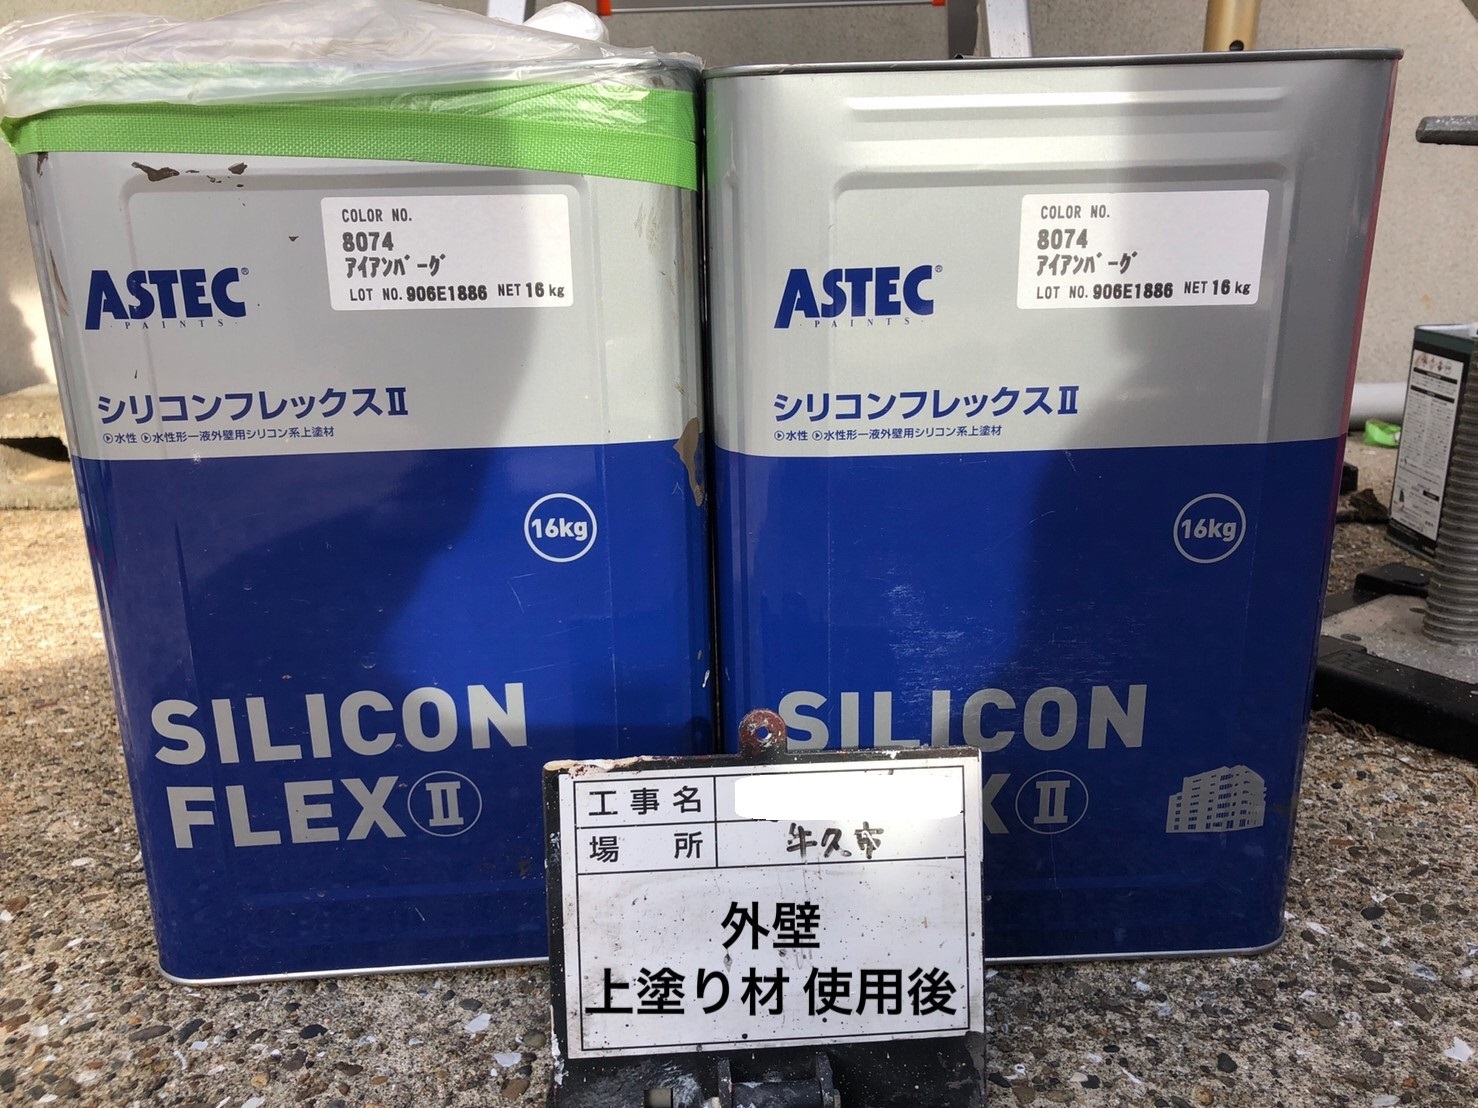 COLOR NO.
8074
アイアンバーグ
LOT NO. 906E1886 NET 16 kg
ASTEC®
PAINTS
シリコンフレックスⅡ
水性 水性形一液外壁用シリコン系上塗材
16kg
SILICON
FLEX Ⅱ
COLOR NO.
8074
アイアンバーグ
LOT NO. 906E1886 NET 16 kg
ASTEC®
PAINTS
シリコンフレックスⅡ
水性 水性形一液外壁用シリコン系上塗材
16kg
SILICON
X Ⅱ
工事名
場所 牛久市
外壁
上塗り材 使用後